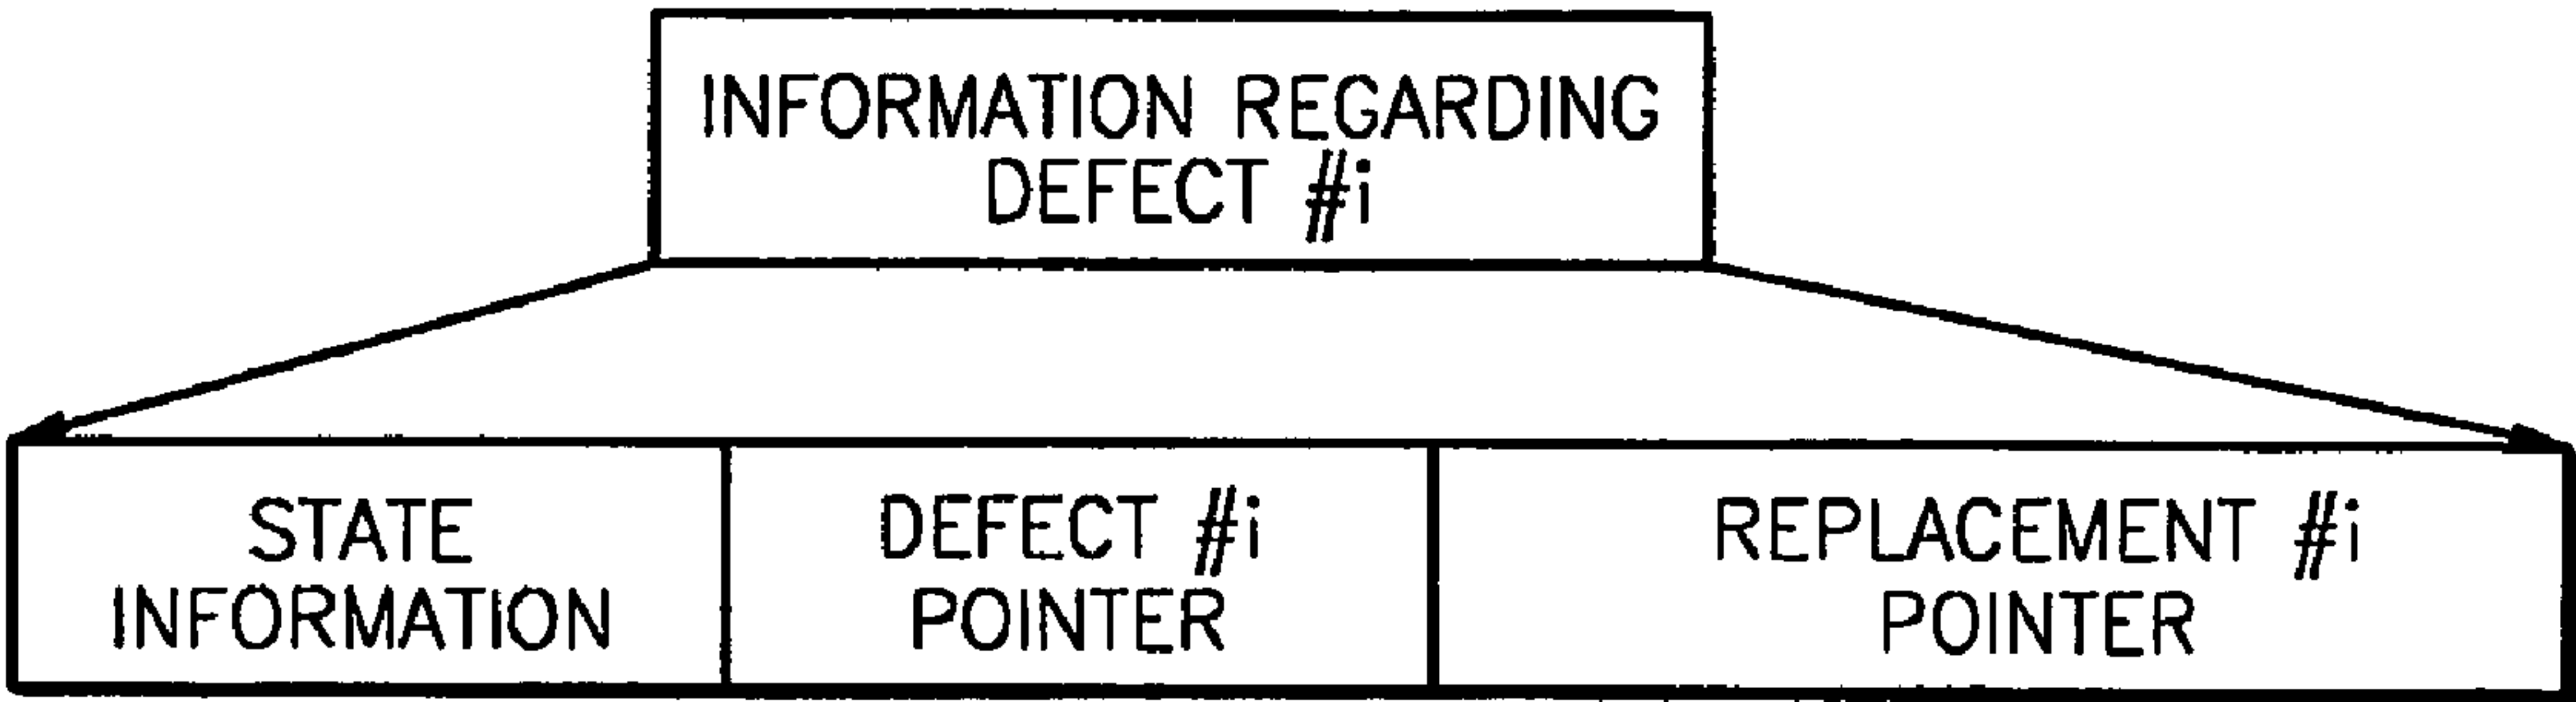 INFORMATION REGARDING
DEFECT #i
STATE
INFORMATION
DEFECT #i
POINTER
REPLACEMENT #i
POINTER